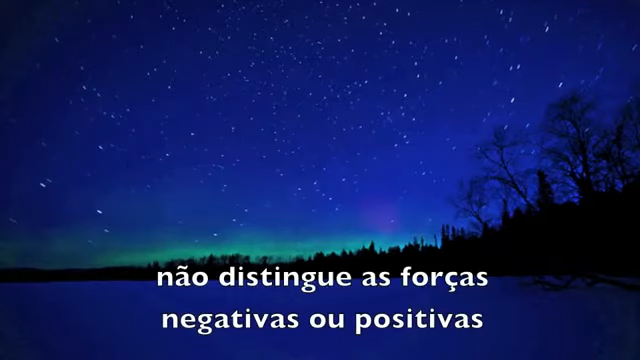 não distingue as forças
negativas ou positivas